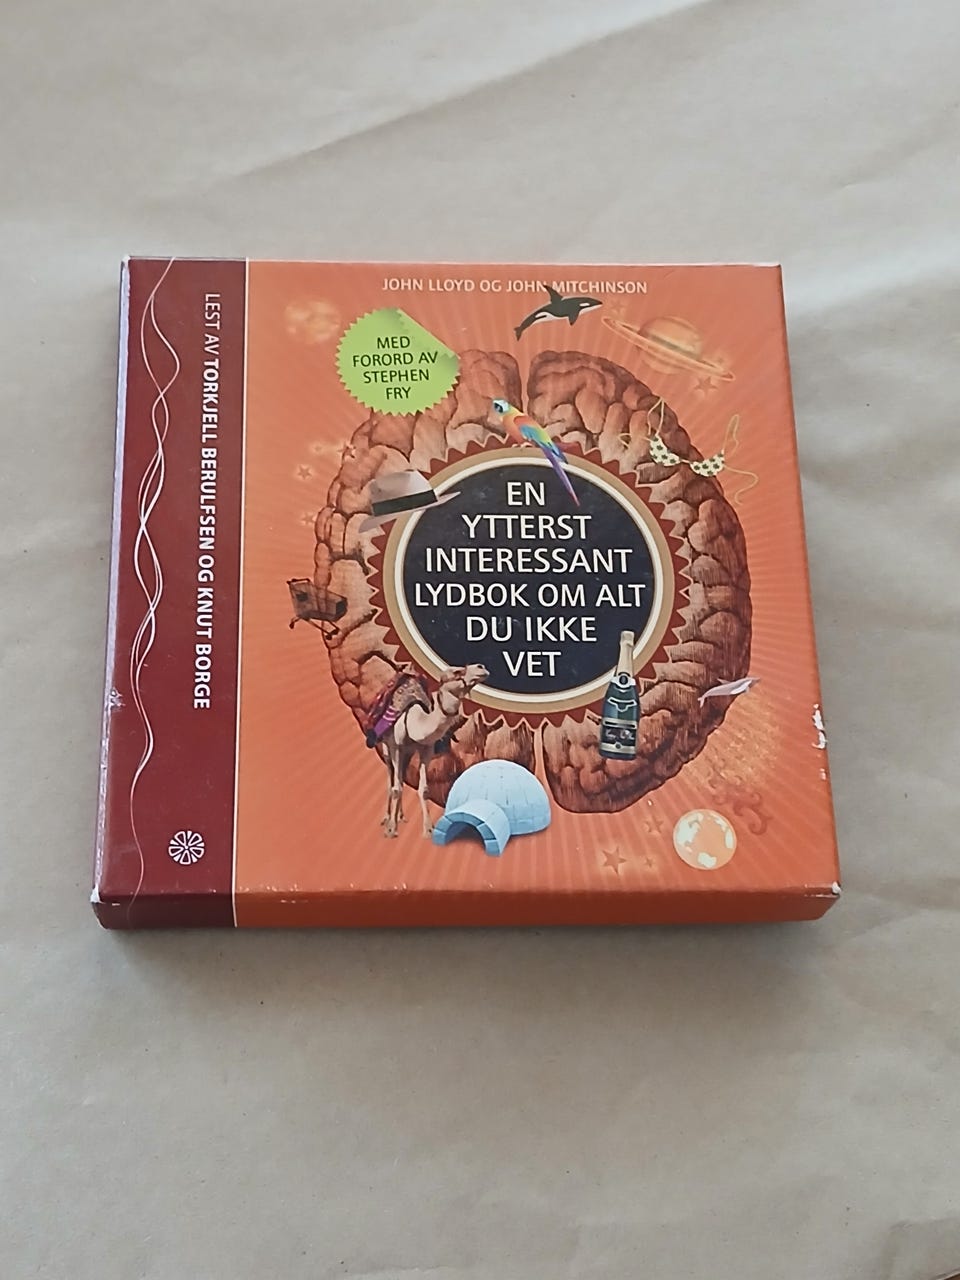 JOHN LLOYD OG JOHN MITCHINSON
MED
FORORD AV
STEPHEN
FRY
EN
YTTERST
INTERESSANT
LYDBOK OM ALT
DU IKKE
VET
LEST AV TORKJELL BERULFSEN OG KNUT BORGE